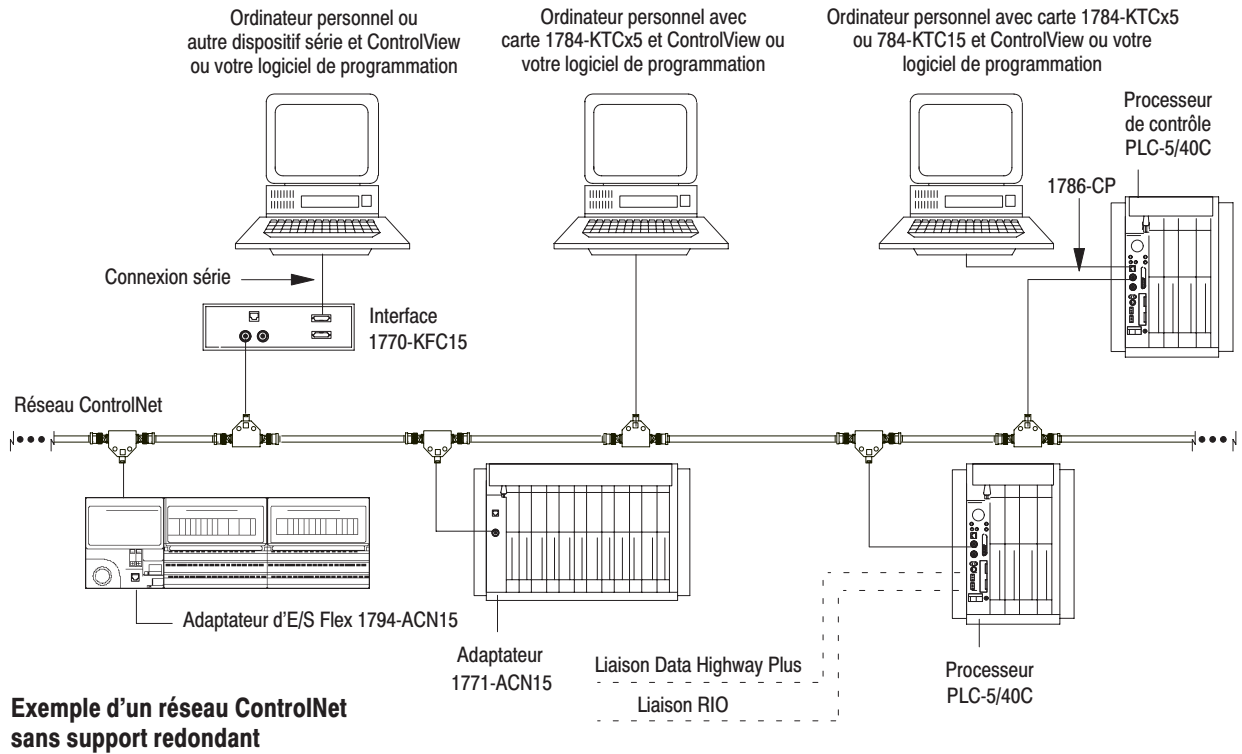 Ordinateur personnel ou
autre dispositif série et ControlView
ou votre logiciel de programmation
Ordinateur personnel avec
carte 1784-KTCx5 et ControlView ou
votre logiciel de programmation
Ordinateur personnel avec carte 1784-KTCx5
ou 784-KTC15 et ControlView ou votre
logiciel de programmation
Processeur
de contrôle
PLC-5/40C
1786-CP
Connexion série
Interface
1770-KFC15
Réseau ControlNet
Adaptateur d'E/S Flex 1794-ACN15
Adaptateur
1771-ACN15
Liaison Data Highway Plus
Liaison RIO
Processeur
PLC-5/40C
Exemple d'un réseau ControlNet
sans support redondant